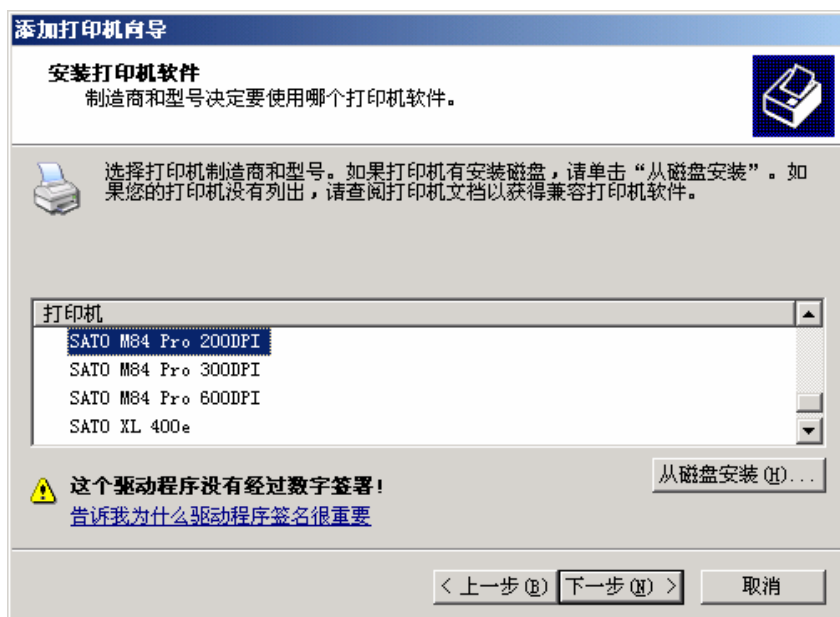 添加打印机向导
安装打印机软件
制造商和型号决定要使用哪个打印机软件。
选择打印机制造商和型号。如果打印机有安装磁盘，请单击“从磁盘安装”。如
果您的打印机没有列出，请查阅打印机文档以获得兼容打印机软件。
打印机
SATO M84 Pro 200DPI
SATO M84 Pro 300DPI
SATO M84 Pro 600DPI
SATO XL 400e
从磁盘安装(H)...
这个驱动程序没有经过数字签署!
告诉我为什么驱动程序签名很重要
< 上一步(B) 下一步(N) > 取消